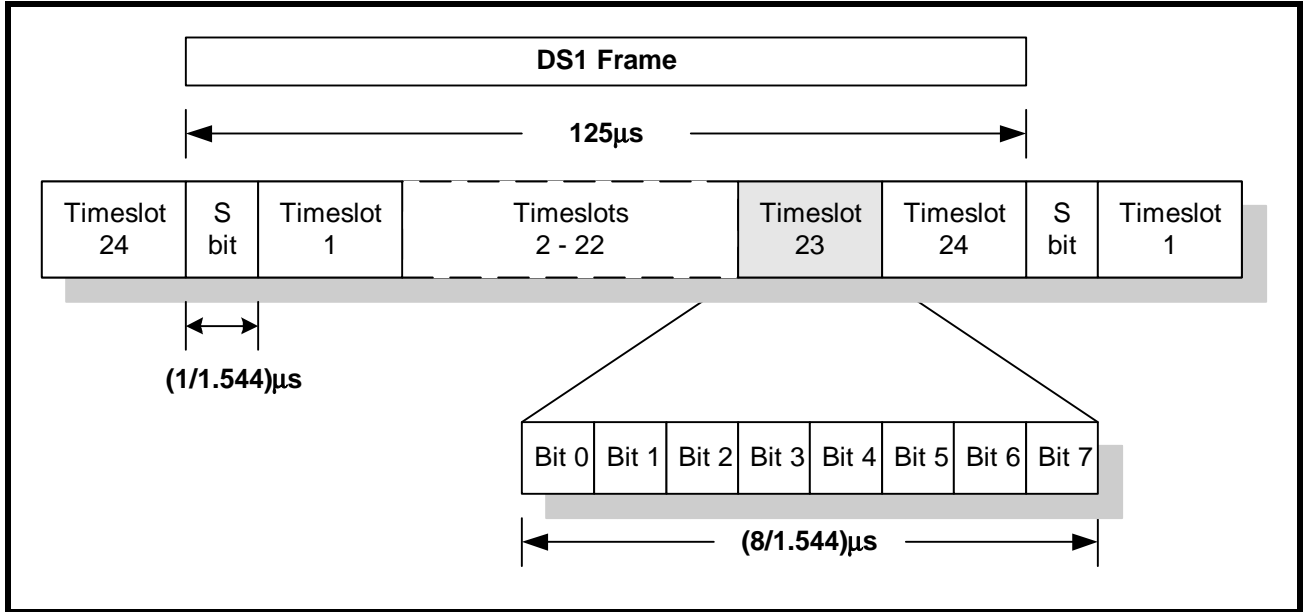 DS1 Frame
125μs
Timeslot 24
S bit
Timeslot 1
Timeslots 2 - 22
Timeslot 23
Timeslot 24
S bit
Timeslot 1
(1/1.544)μs
Bit 0 Bit 1 Bit 2 Bit 3 Bit 4 Bit 5 Bit 6 Bit 7
(8/1.544)μs